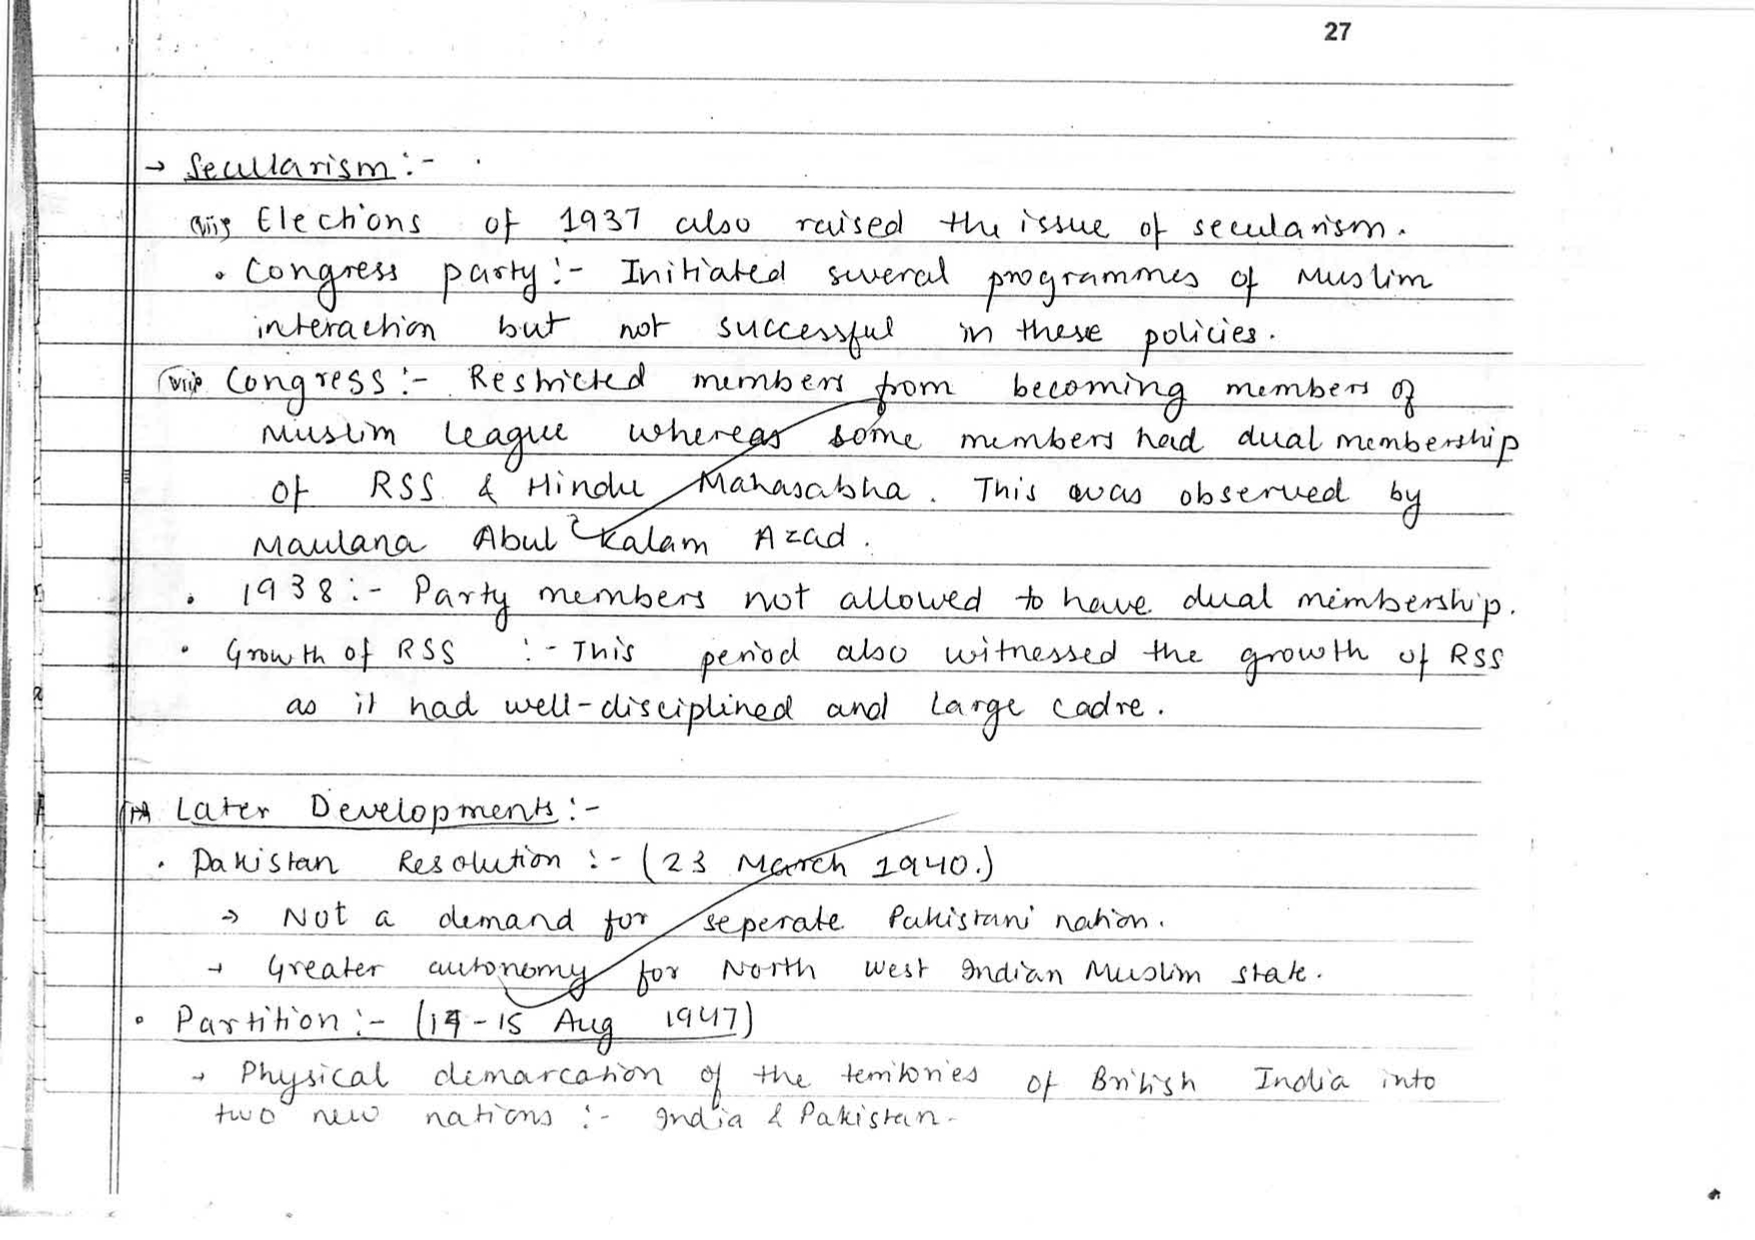 27
→ Secularism :-
(vii) Elections of 1937 also raised the issue of secularism.
• Congress party :- Initiated several programmes of Muslim
interaction but not successful in these policies.
(viii) Congress :- Restricted members from becoming members of
Muslim League whereas some members had dual membership
of RSS & Hindu Mahasabha. This was observed by
Maulana Abul Kalam Azad.
• 1938 :- Party members not allowed to have dual membership.
• Growth of RSS :- This period also witnessed the growth of RSS
as it had well-disciplined and large cadre.
Later Developments :-
• Pakistan Resolution :- (23 March 1940.)
→ Not a demand for seperate Pakistani nation.
→ Greater autonomy for North West Indian Muslim state.
• Partition :- (14-15 Aug 1947)
→ Physical demarcation of the territories of British India into
two new nations :- India & Pakistan.